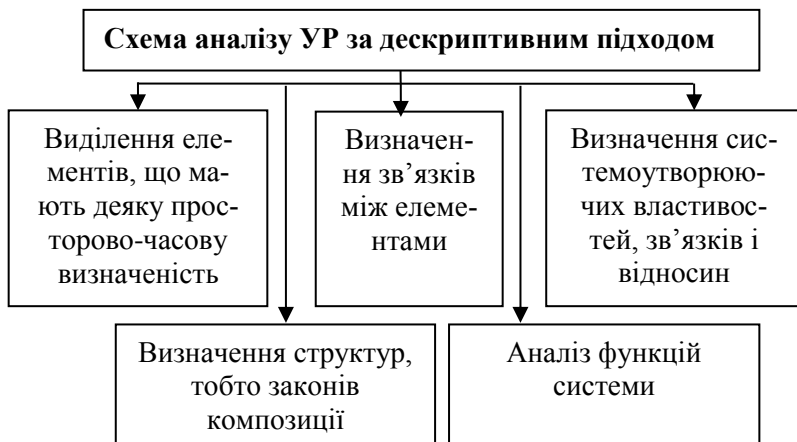 Схема аналізу УР за дескриптивним підходом
Виділення еле-
ментів, що ма-
ють деяку прос-
торово-часову
визначеність
Визначен-
ня зв’язків
між елеме-
нтами
Визначення сис-
темоутворюю-
чих властивос-
тей, зв’язків і
відносин
Визначення структур,
тобто законів
композиції
Аналіз функцій
системи